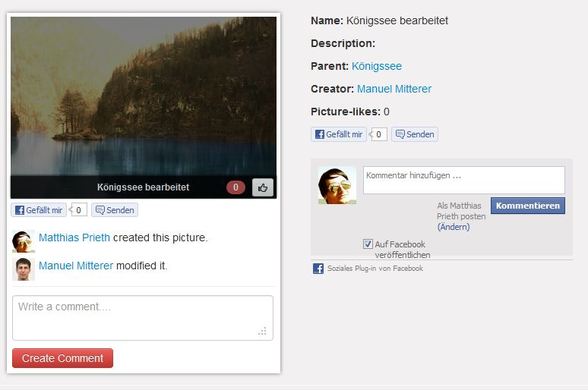 Königssee bearbeitet
0
Gefällt mir
0
Senden
Matthias Prieth created this picture.
Manuel Mitterer modified it.
Write a comment....
Create Comment
Name: Königssee bearbeitet
Description:
Parent: Königssee
Creator: Manuel Mitterer
Picture-likes: 0
Gefällt mir
0
Senden
Kommentar hinzufügen ...
Als Matthias
Prieth posten
(Ändern)
Kommentieren
Auf Facebook
veröffentlichen
Soziales Plug-in von Facebook